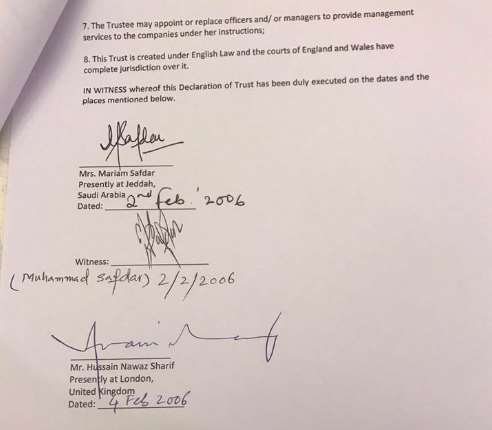 7. The Trustee may appoint or replace officers and/ or managers to provide management
services to the companies under her instructions;
8. This Trust is created under English Law and the courts of England and Wales have
complete jurisdiction over it.
IN WITNESS whereof this Declaration of Trust has been duly executed on the dates and the
places mentioned below.
Mrs. Mariam Safdar
Presently at Jeddah,
Saudi Arabia
Dated: 2nd Feb. 2006
Witness:
(Muhammad Safdar) 2/2/2006
Mr. Hussain Nawaz Sharif
Presently at London,
United Kingdom
Dated: 4 Feb 2006